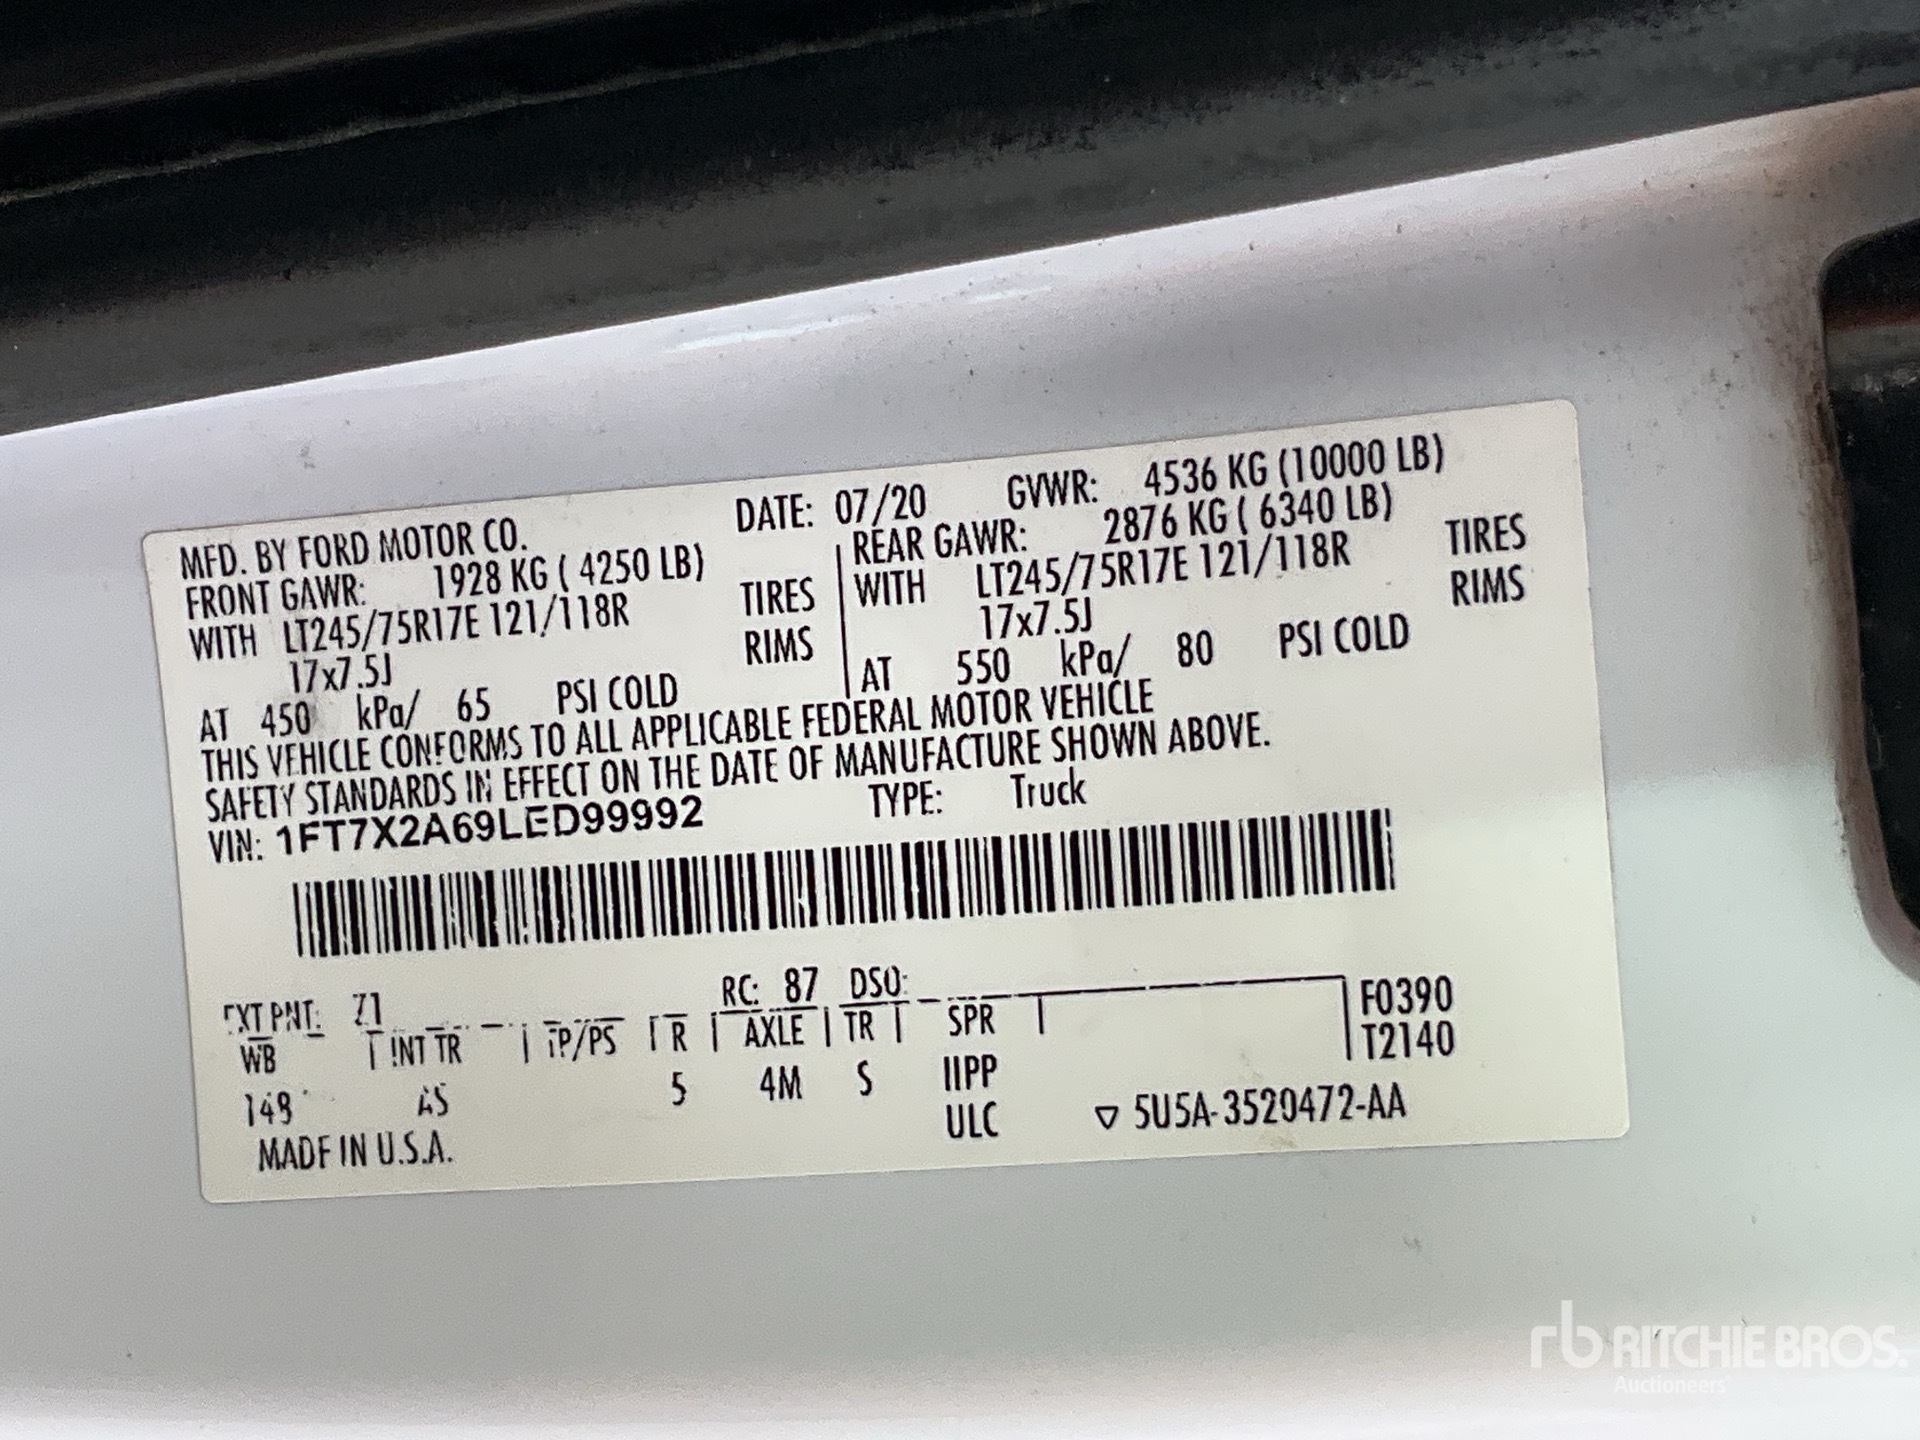 MFD. BY FORD MOTOR CO. DATE: 07/20 GVWR: 4536 KG (10000 LB)
FRONT GAWR: 1928 KG ( 4250 LB) REAR GAWR: 2876 KG ( 6340 LB)
WITH LT245/75R17E 121/118R TIRES WITH LT245/75R17E 121/118R TIRES
17x7.5J RIMS 17x7.5J RIMS
AT 450 kPa/ 65 PSI COLD AT 550 kPa/ 80 PSI COLD
THIS VEHICLE CONFORMS TO ALL APPLICABLE FEDERAL MOTOR VEHICLE
SAFETY STANDARDS IN EFFECT ON THE DATE OF MANUFACTURE SHOWN ABOVE.
VIN: 1FT7X2A69LED99992 TYPE: Truck
EXT PNT: Z1 RC: 87 DSO:
WB INT TR TP/PS R AXLE TR SPR F0390
T2140
148 AS 5 4M S IIPP
ULC ▽ 5U5A-3520472-AA
MADE IN U.S.A.
rb RITCHIE BROS.
Auctioneers